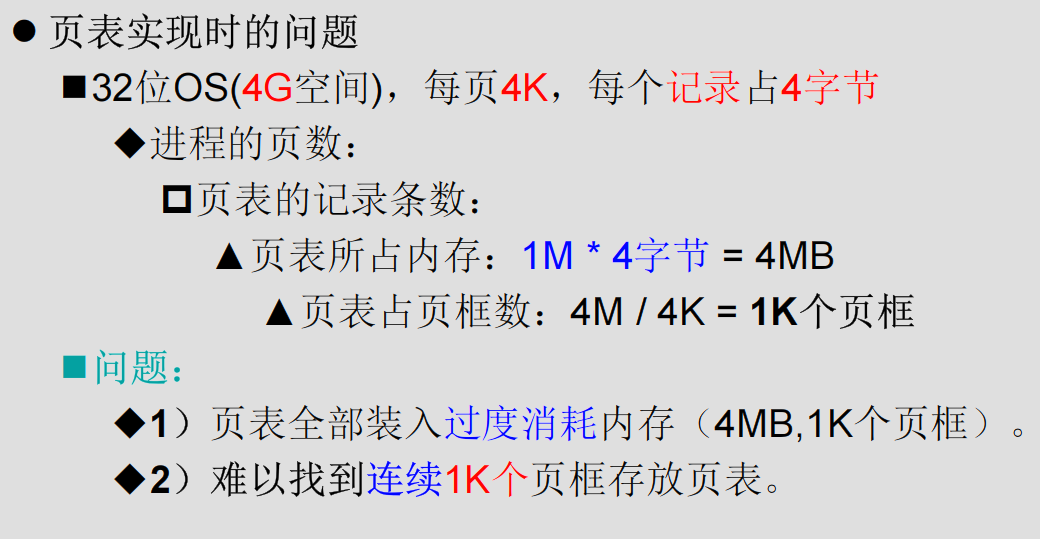 ● 页表实现时的问题
■32位OS(4G空间)，每页4K，每个记录占4字节
◆进程的页数：
◘页表的记录条数：
▲页表所占内存：1M * 4字节 = 4MB
▲页表占页框数：4M / 4K = 1K个页框
■问题：
◆1）页表全部装入过度消耗内存（4MB,1K个页框）。
◆2）难以找到连续1K个页框存放页表。